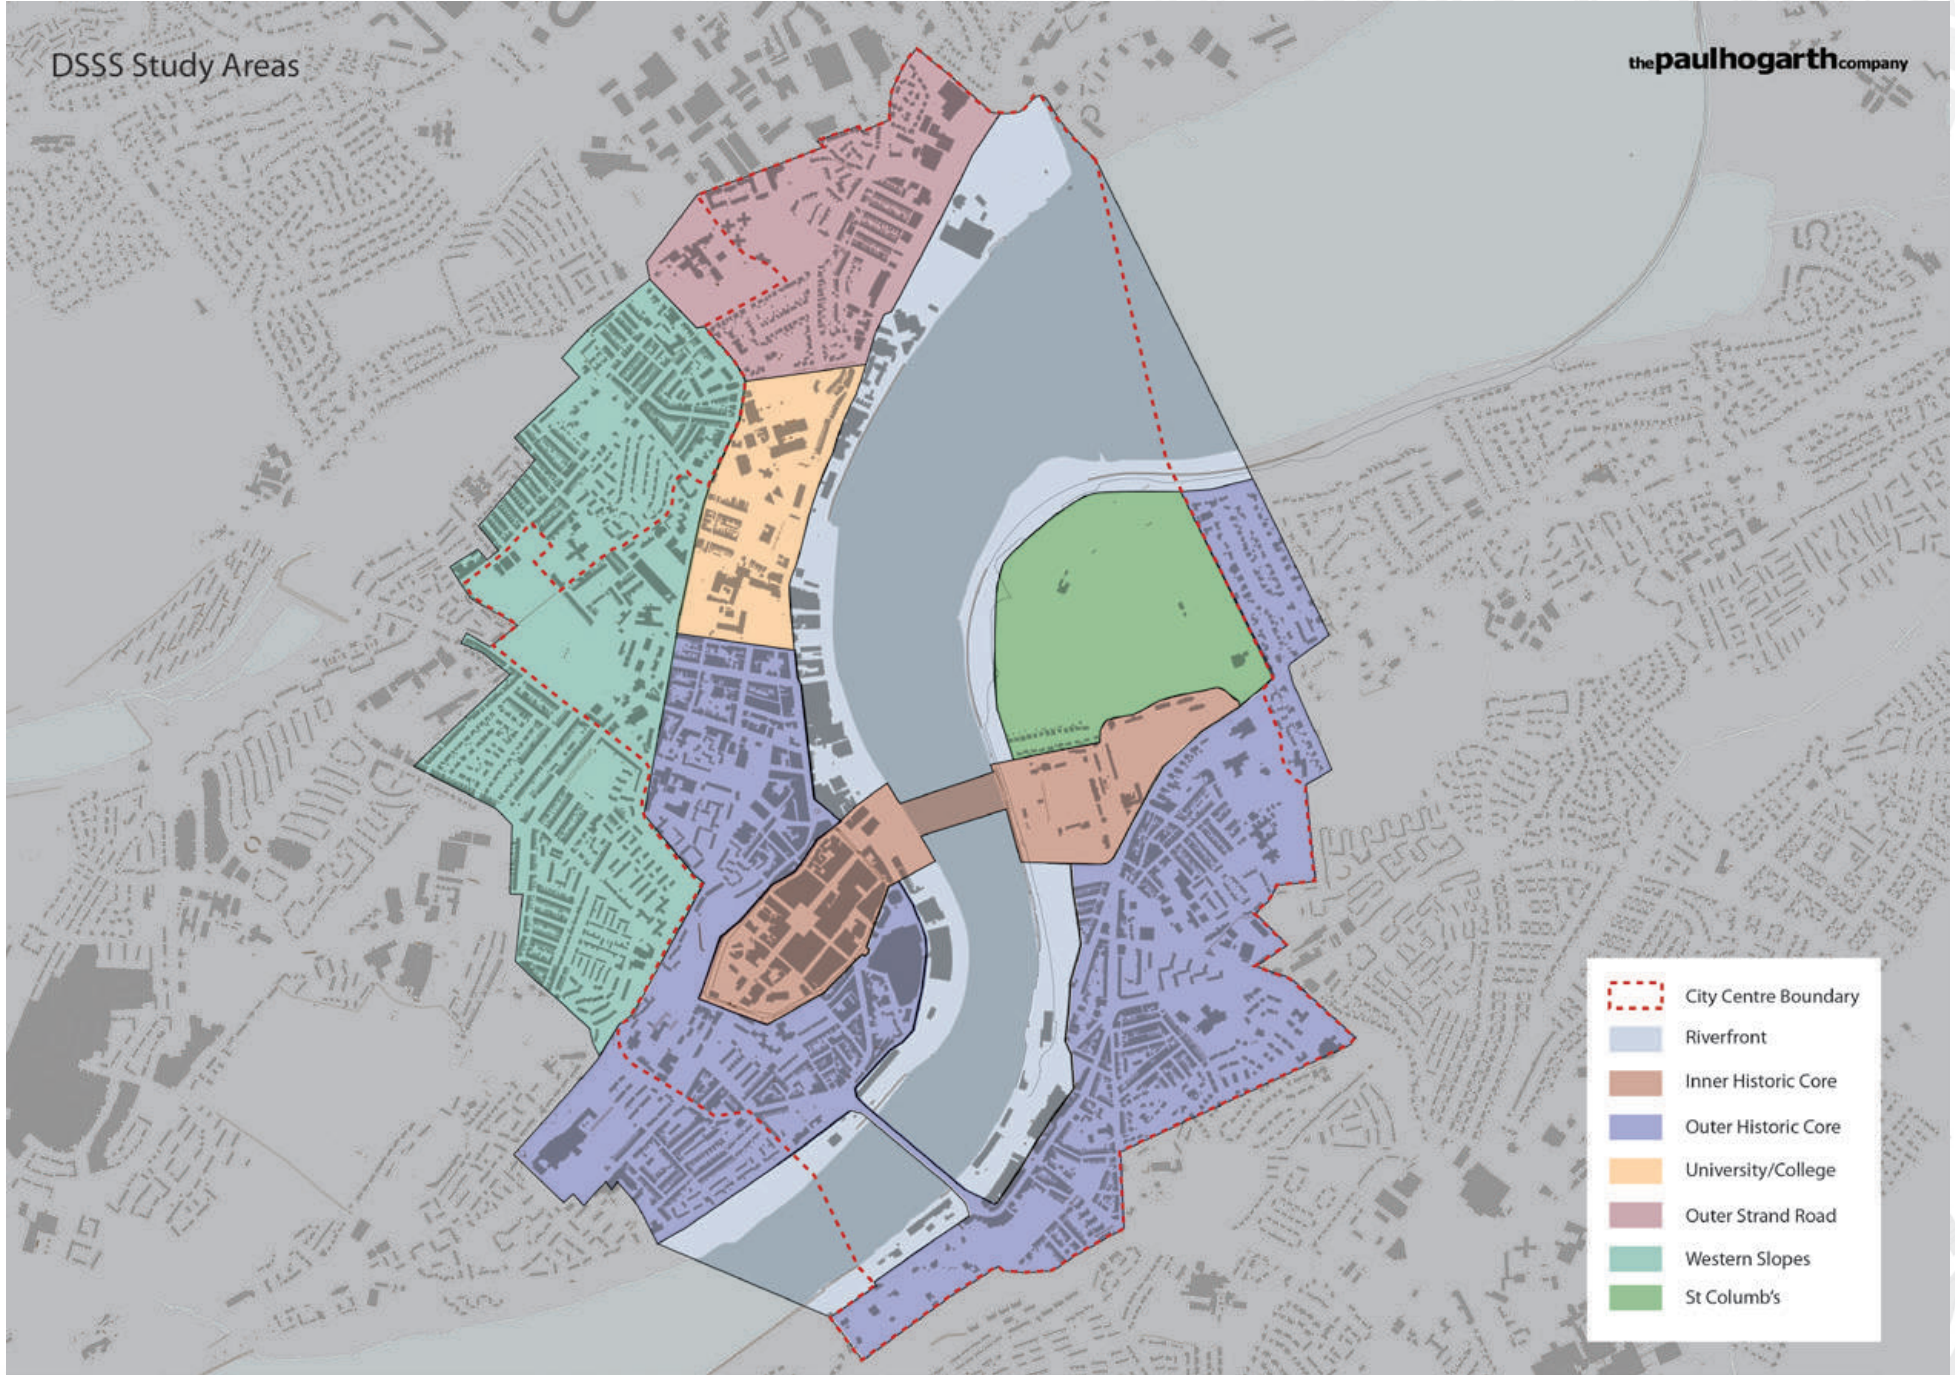 DSSS Study Areas
thepaulhogarthcompany
City Centre Boundary
Riverfront
Inner Historic Core
Outer Historic Core
University/College
Outer Strand Road
Western Slopes
St Columb's